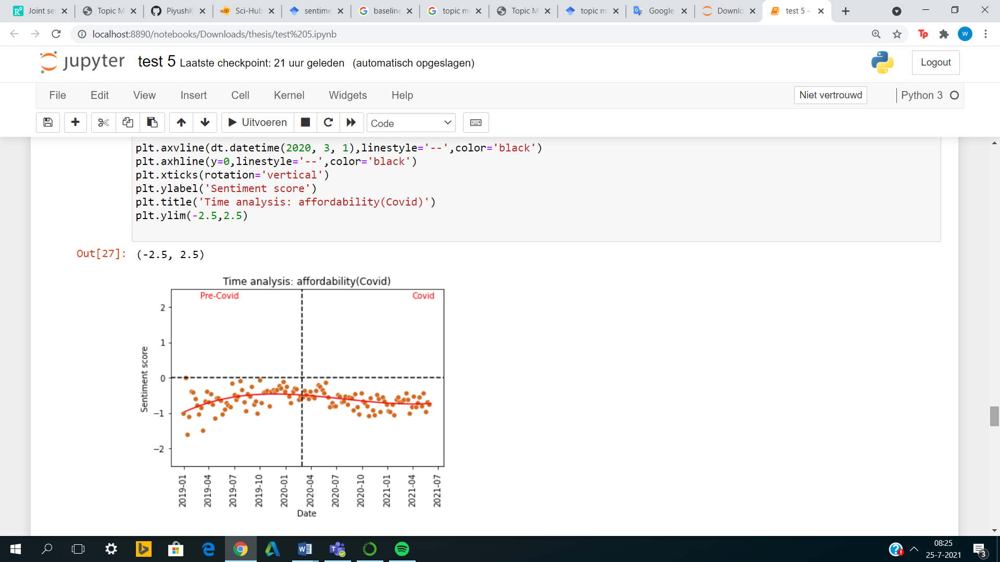 Joint se
Topic M
PiyushK
Sci-Hub
sentime
baseline
topic m
Topic M
topic m
Google
Downlo
test 5 -
localhost:8890/notebooks/Downloads/thesis/test%205.ipynb
Tp
W
jupyter test 5 Laatste checkpoint: 21 uur geleden (automatisch opgeslagen)
Logout
File Edit View Insert Cell Kernel Widgets Help
Niet vertrouwd
Python 3
Uitvoeren
Code
plt.axvline(dt.datetime(2020, 3, 1),linestyle='--',color='black')
plt.axhline(y=0,linestyle='--',color='black')
plt.xticks(rotation='vertical')
plt.ylabel('Sentiment score')
plt.title('Time analysis: affordability(Covid)')
plt.ylim(-2.5,2.5)
Out[27]: (-2.5, 2.5)
Time analysis: affordability(Covid)
Pre-Covid
Covid
2
1
0
−1
−2
Sentiment score
2019-01
2019-04
2019-07
2019-10
2020-01
2020-04
2020-07
2020-10
2021-01
2021-04
2021-07
Date
08:25
25-7-2021
3